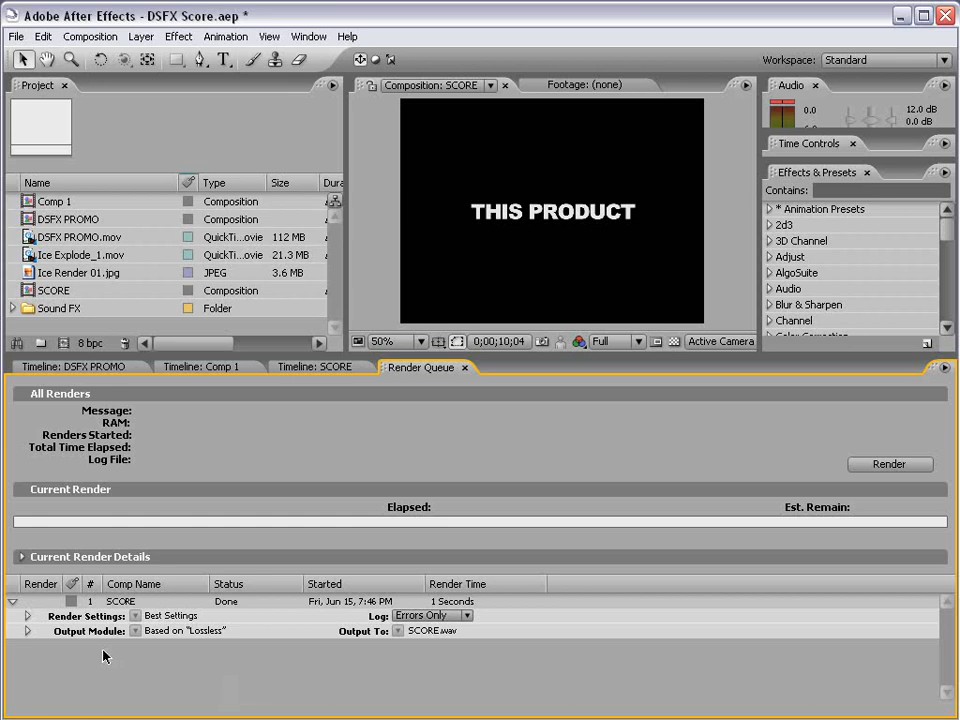 Adobe After Effects - DSFX Score.aep *
File Edit Composition Layer Effect Animation View Window Help
Workspace: Standard
Project
Composition: SCORE
Footage: (none)
Audio
0.0 12.0 dB
0.0 dB
Time Controls
Effects & Presets
Contains:
Name Type Size Dura
Comp 1 Composition
DSFX PROMO Composition
DSFX PROMO.mov QuickTi...ovie 112 MB
Ice Explode_1.mov QuickTi...ovie 21.3 MB
Ice Render 01.jpg JPEG 3.6 MB
SCORE Composition
Sound FX Folder
8 bpc
THIS PRODUCT
50% 0;00;10;04 Full Active Camera
* Animation Presets
2d3
3D Channel
Adjust
AlgoSuite
Audio
Blur & Sharpen
Channel
Timeline: DSFX PROMO Timeline: Comp 1 Timeline: SCORE Render Queue
All Renders
Message:
RAM:
Renders Started:
Total Time Elapsed:
Log File:
Render
Current Render
Elapsed: Est. Remain:
Current Render Details
Render # Comp Name Status Started Render Time
1 SCORE Done Fri, Jun 15, 7:46 PM 1 Seconds
Render Settings: Best Settings Log: Errors Only
Output Module: Based on "Lossless" Output To: SCORE.wav